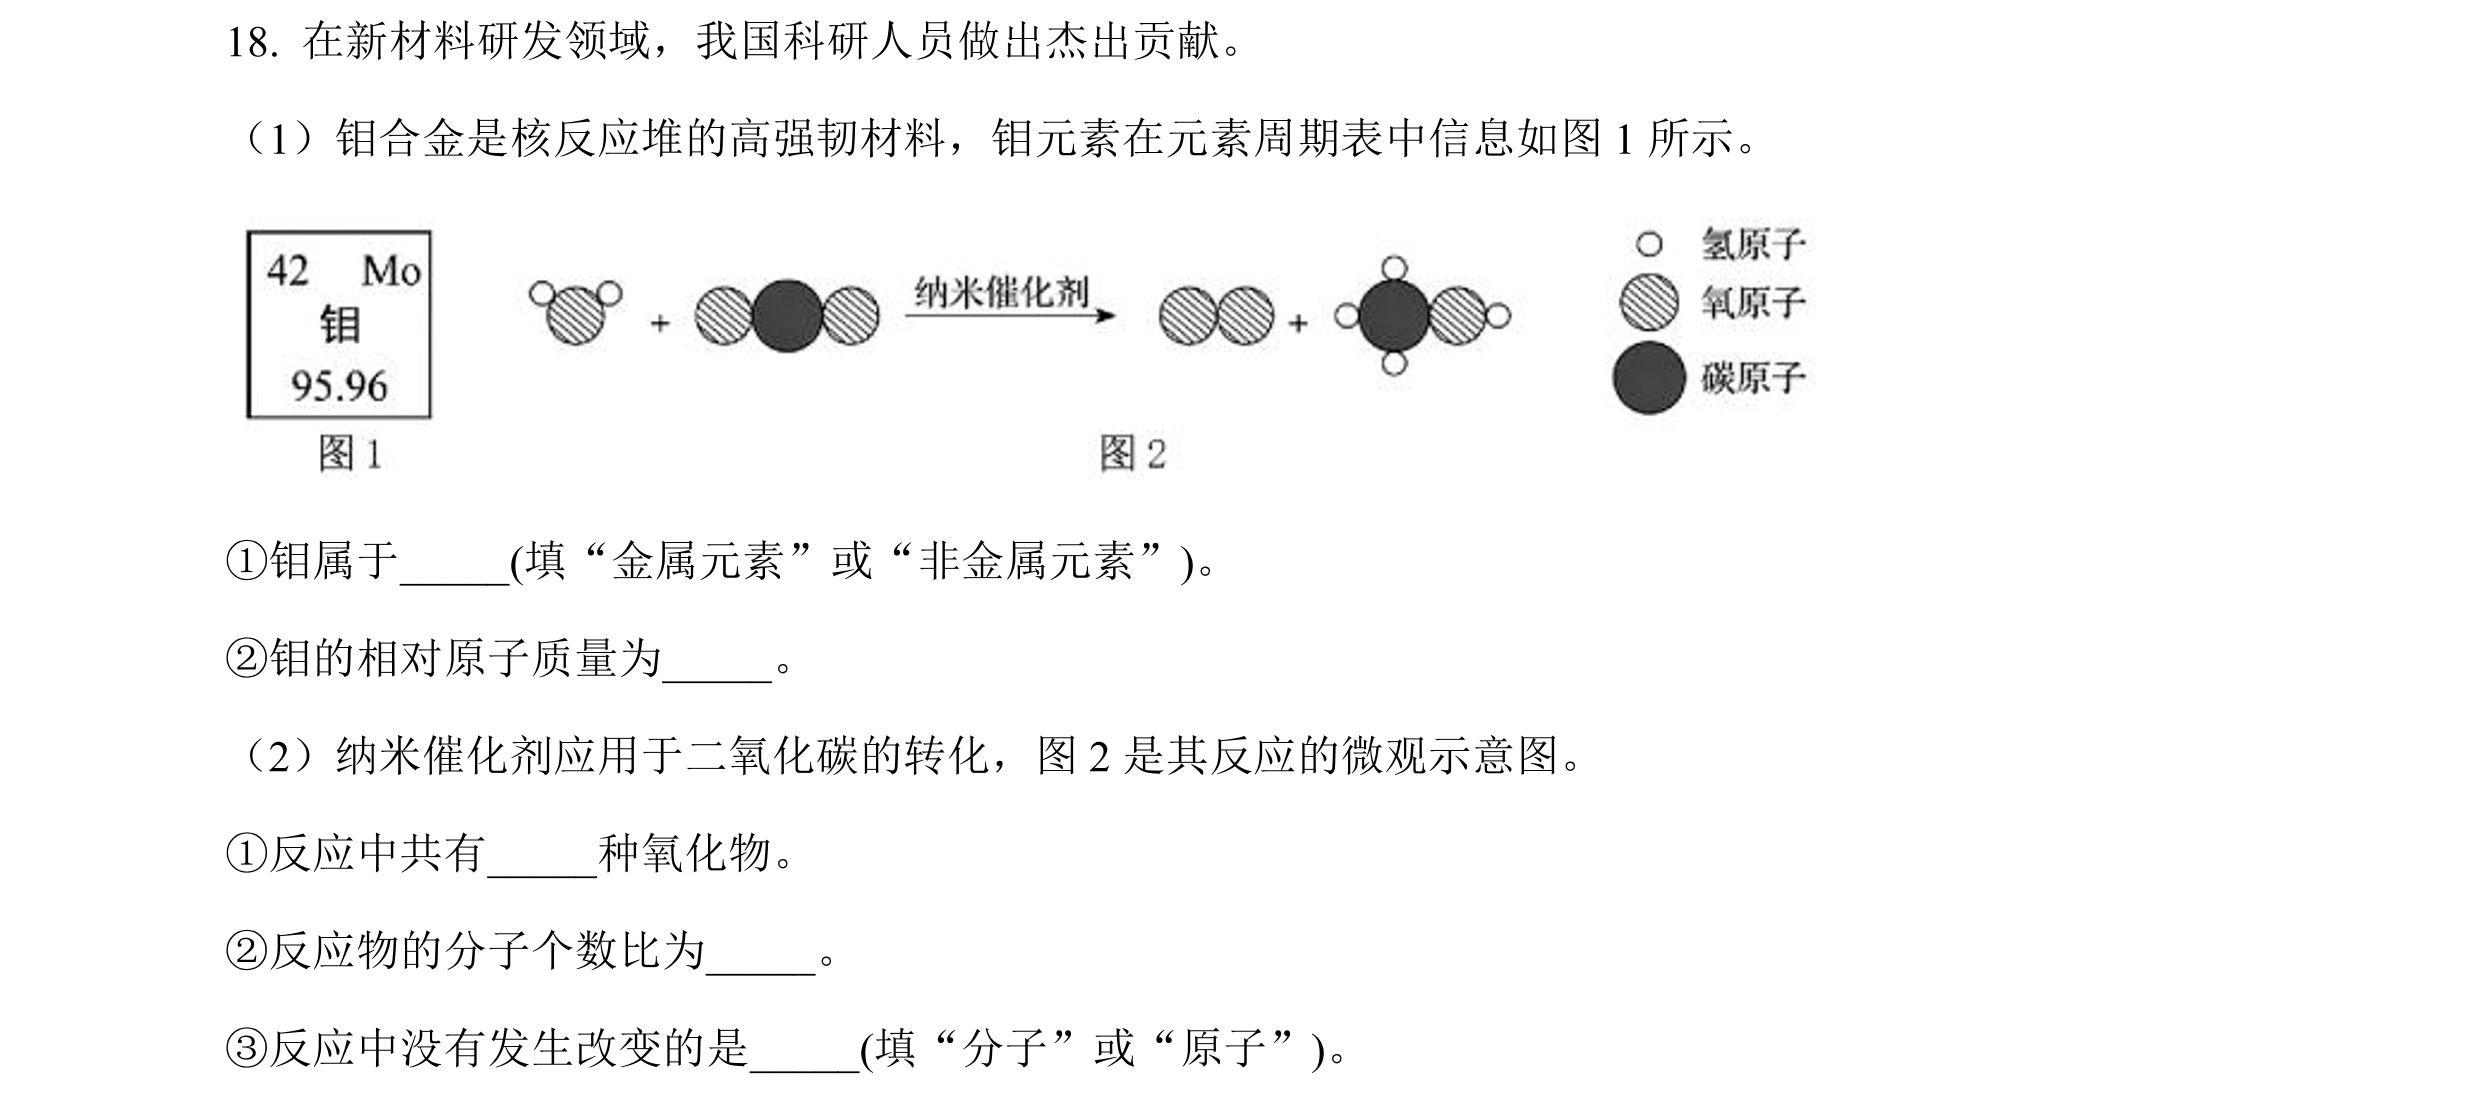 18. 在新材料研发领域，我国科研人员做出杰出贡献。
（1）钼合金是核反应堆的高强韧材料，钼元素在元素周期表中信息如图 1 所示。
42 Mo
钼
95.96
图 1
+ 纳米催化剂 +
图 2
氢原子
氧原子
碳原子
①钼属于_____(填“金属元素”或“非金属元素”)。
②钼的相对原子质量为_____。
（2）纳米催化剂应用于二氧化碳的转化，图 2 是其反应的微观示意图。
①反应中共有_____种氧化物。
②反应物的分子个数比为_____。
③反应中没有发生改变的是_____(填“分子”或“原子”)。